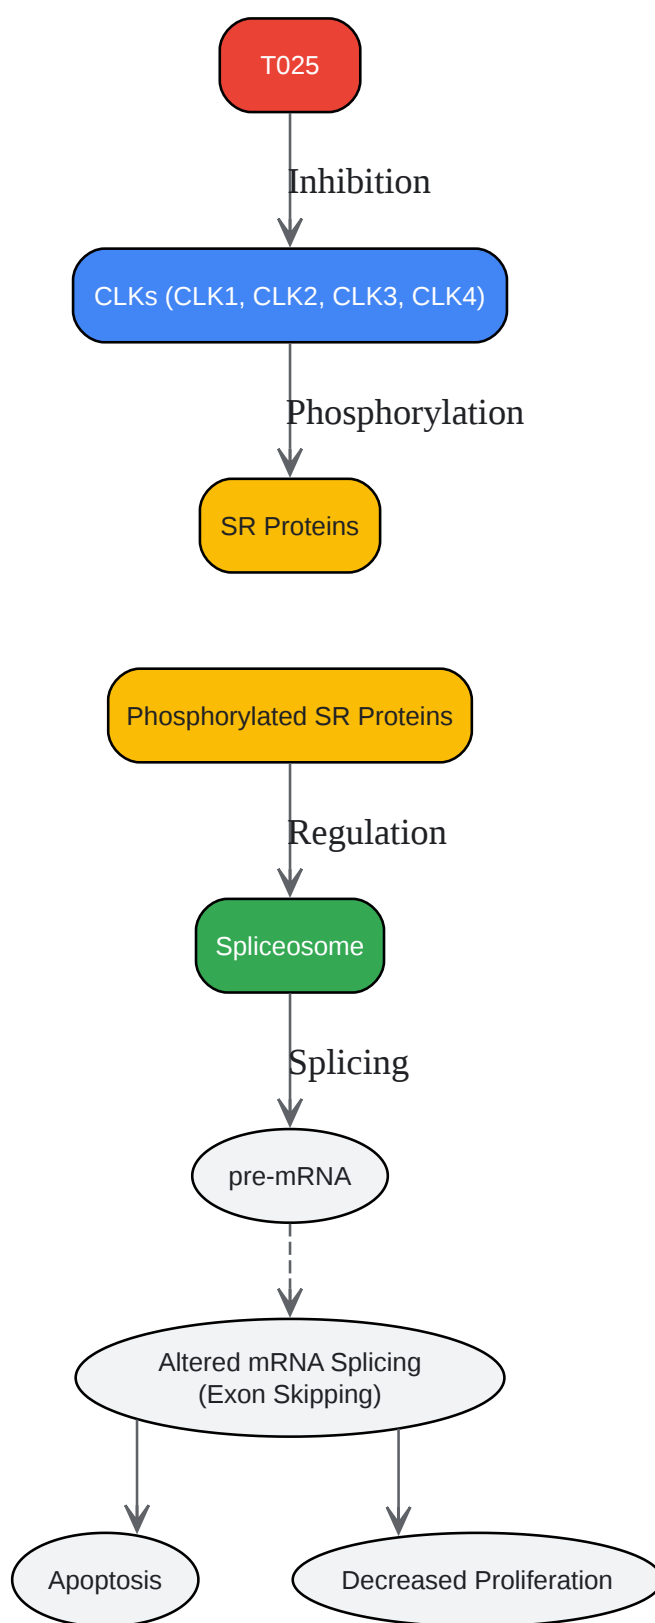 T025
Inhibition
CLKs (CLK1, CLK2, CLK3, CLK4)
Phosphorylation
SR Proteins
Phosphorylated SR Proteins
Regulation
Spliceosome
Splicing
pre-mRNA
Altered mRNA Splicing
(Exon Skipping)
Apoptosis
Decreased Proliferation